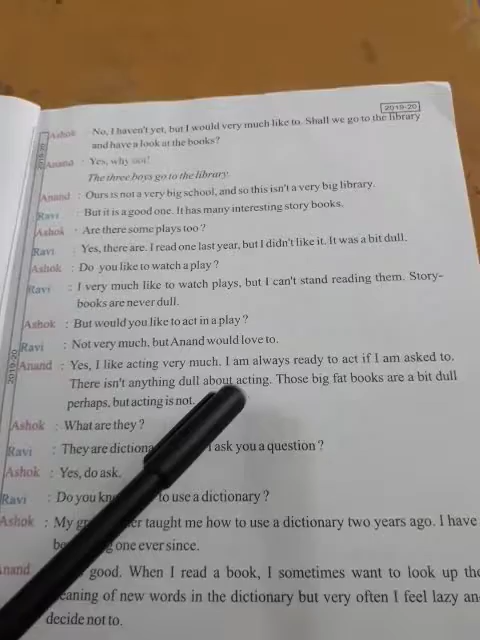 2019-20
Ashok : No, I haven't yet, but I would very much like to. Shall we go to the library
and have a look at the books?
Anand : Yes, why not!
The three boys go to the library.
Anand : Ours is not a very big school, and so this isn't a very big library.
Ravi : But it is a good one. It has many interesting story books.
Ashok : Are there some plays too?
Ravi : Yes, there are. I read one last year, but I didn't like it. It was a bit dull.
Ashok : Do you like to watch a play?
Ravi : I very much like to watch plays, but I can't stand reading them. Story-
books are never dull.
Ashok : But would you like to act in a play?
Ravi : Not very much, but Anand would love to.
Anand : Yes, I like acting very much. I am always ready to act if I am asked to.
There isn't anything dull about acting. Those big fat books are a bit dull
perhaps, but acting is not.
Ashok : What are they?
Ravi : They are I ask you a question?
Ashok : Yes, do ask.
Ravi : Do you to use a dictionary?
Ashok : My taught me how to use a dictionary two years ago. I have
one ever since.
Anand good. When I read a book, I sometimes want to look up the
of new words in the dictionary but very often I feel lazy
decide not to.
2019-20
2019-20